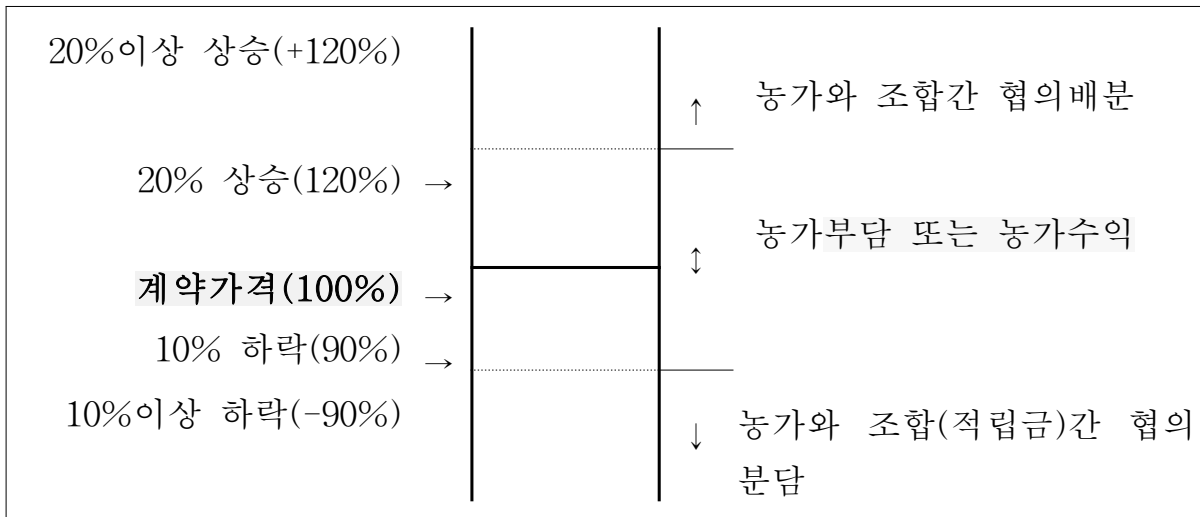 20%이상 상승(+120%)
농가와 조합간 협의배분
↑
20% 상승(120%) →
농가부담 또는 농가수익
↕
계약가격(100%) →
10% 하락(90%) →
10%이상 하락(-90%)
농가와 조합(적립금)간 협의
↓
분담